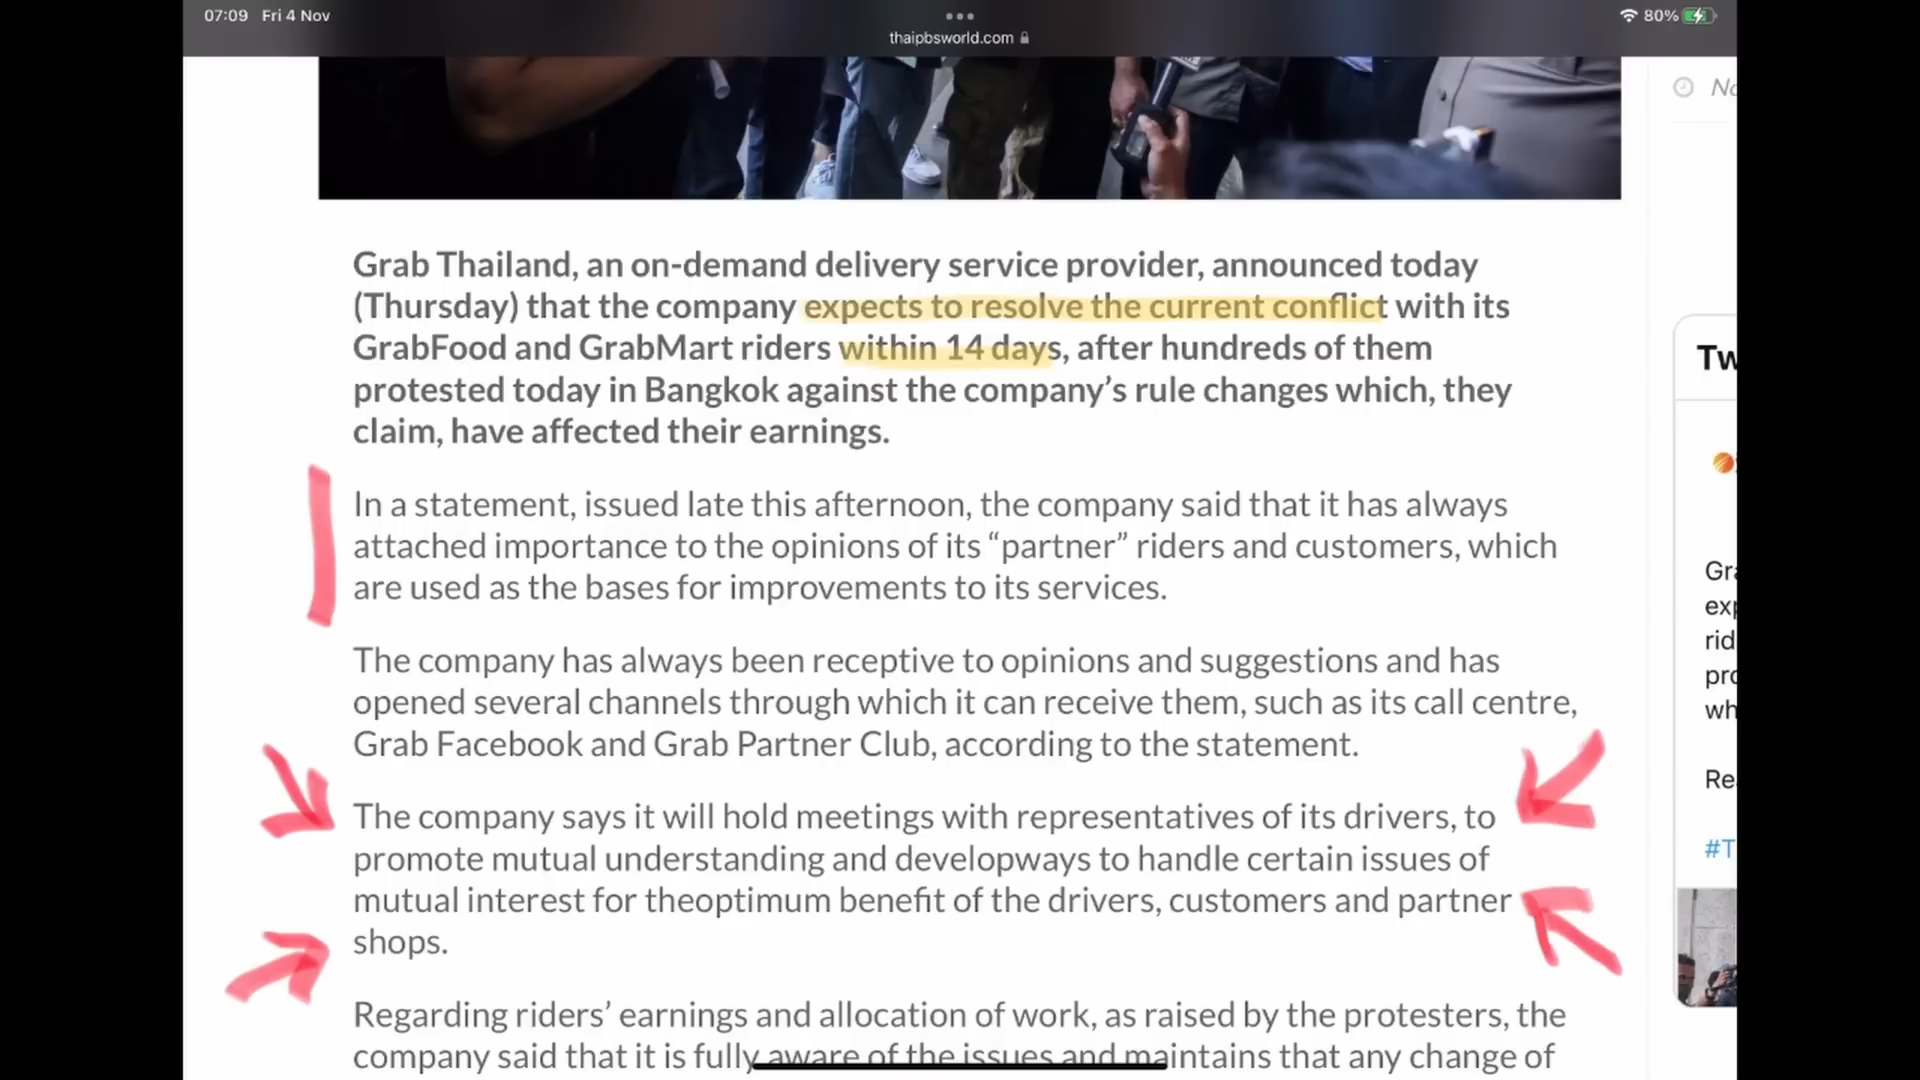 07:09 Fri 4 Nov
80%
thaipbsworld.com
Grab Thailand, an on-demand delivery service provider, announced today
(Thursday) that the company expects to resolve the current conflict with its
GrabFood and GrabMart riders within 14 days, after hundreds of them
protested today in Bangkok against the company’s rule changes which, they
claim, have affected their earnings.
In a statement, issued late this afternoon, the company said that it has always
attached importance to the opinions of its “partner” riders and customers, which
are used as the bases for improvements to its services.
The company has always been receptive to opinions and suggestions and has
opened several channels through which it can receive them, such as its call centre,
Grab Facebook and Grab Partner Club, according to the statement.
The company says it will hold meetings with representatives of its drivers, to
promote mutual understanding and developways to handle certain issues of
mutual interest for theoptimum benefit of the drivers, customers and partner
shops.
Regarding riders’ earnings and allocation of work, as raised by the protesters, the
company said that it is fully aware of the issues and maintains that any change of
Tw
Gra
exp
rid
pro
wh
Re
#T